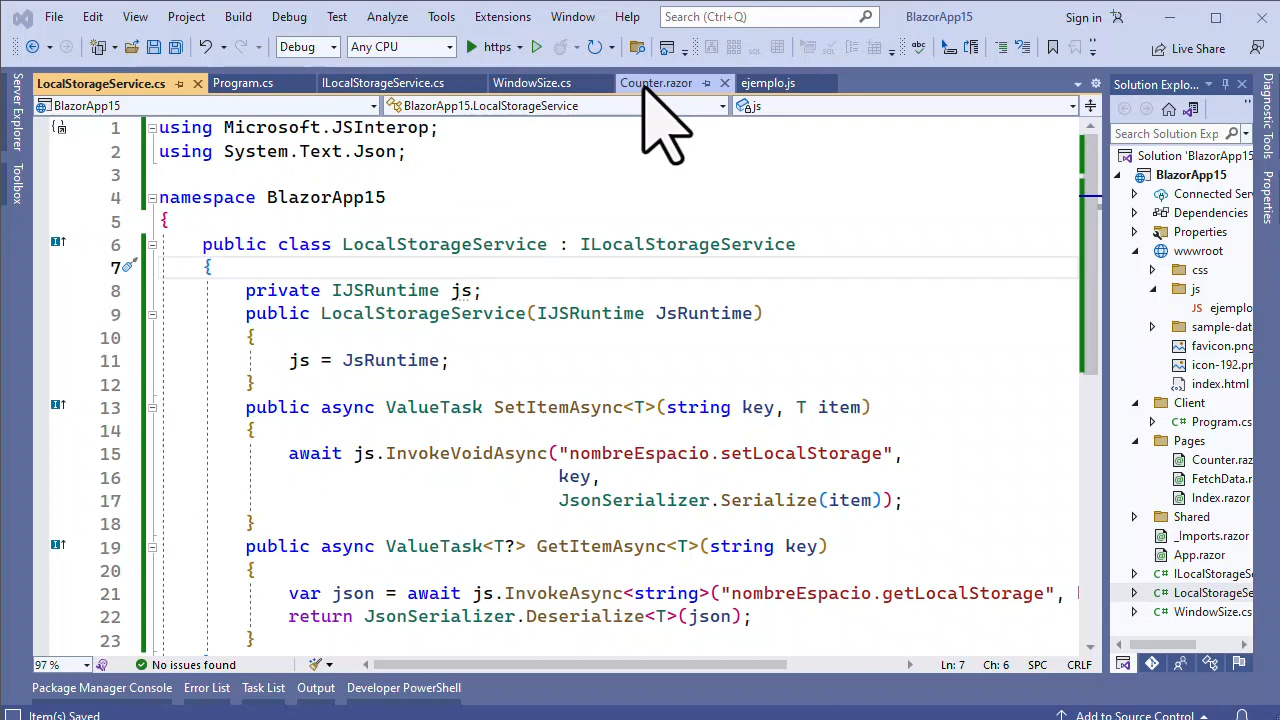 File Edit View Project Build Debug Test Analyze Tools Extensions Window Help Search (Ctrl+Q) BlazorApp15 Sign in
Debug Any CPU https Live Share
LocalStorageService.cs Program.cs ILocalStorageService.cs WindowSize.cs Counter.razor ejemplo.js
BlazorApp15 BlazorApp15.LocalStorageService js
1 using Microsoft.JSInterop;
2 using System.Text.Json;
3
4 namespace BlazorApp15
5 {
6 public class LocalStorageService : ILocalStorageService
7 {
8 private IJSRuntime js;
9 public LocalStorageService(IJSRuntime JsRuntime)
10 {
11 js = JsRuntime;
12 }
13 public async ValueTask SetItemAsync<T>(string key, T item)
14 {
15 await js.InvokeVoidAsync("nombreEspacio.setLocalStorage",
16 key,
17 JsonSerializer.Serialize(item));
18 }
19 public async ValueTask<T?> GetItemAsync<T>(string key)
20 {
21 var json = await js.InvokeAsync<string>("nombreEspacio.getLocalStorage",
22 return JsonSerializer.Deserialize<T>(json);
23 }
97 % No issues found Ln: 7 Ch: 6 SPC CRLF
Package Manager Console Error List Task List Output Developer PowerShell
Item(s) Saved Add to Source Control
Server Explorer
Toolbox
Solution Explo...
Search Solution Exp
Solution 'BlazorApp15
BlazorApp15
Connected Ser
Dependencies
Properties
wwwroot
css
js
ejemplo
sample-dat
favicon.png
icon-192.pn
index.html
Client
Program.cs
Pages
Counter.raz
FetchData.r
Index.razor
Shared
_Imports.razor
App.razor
ILocalStorageSe
LocalStorageSe
WindowSize.cs
Diagnostic Tools
Properties